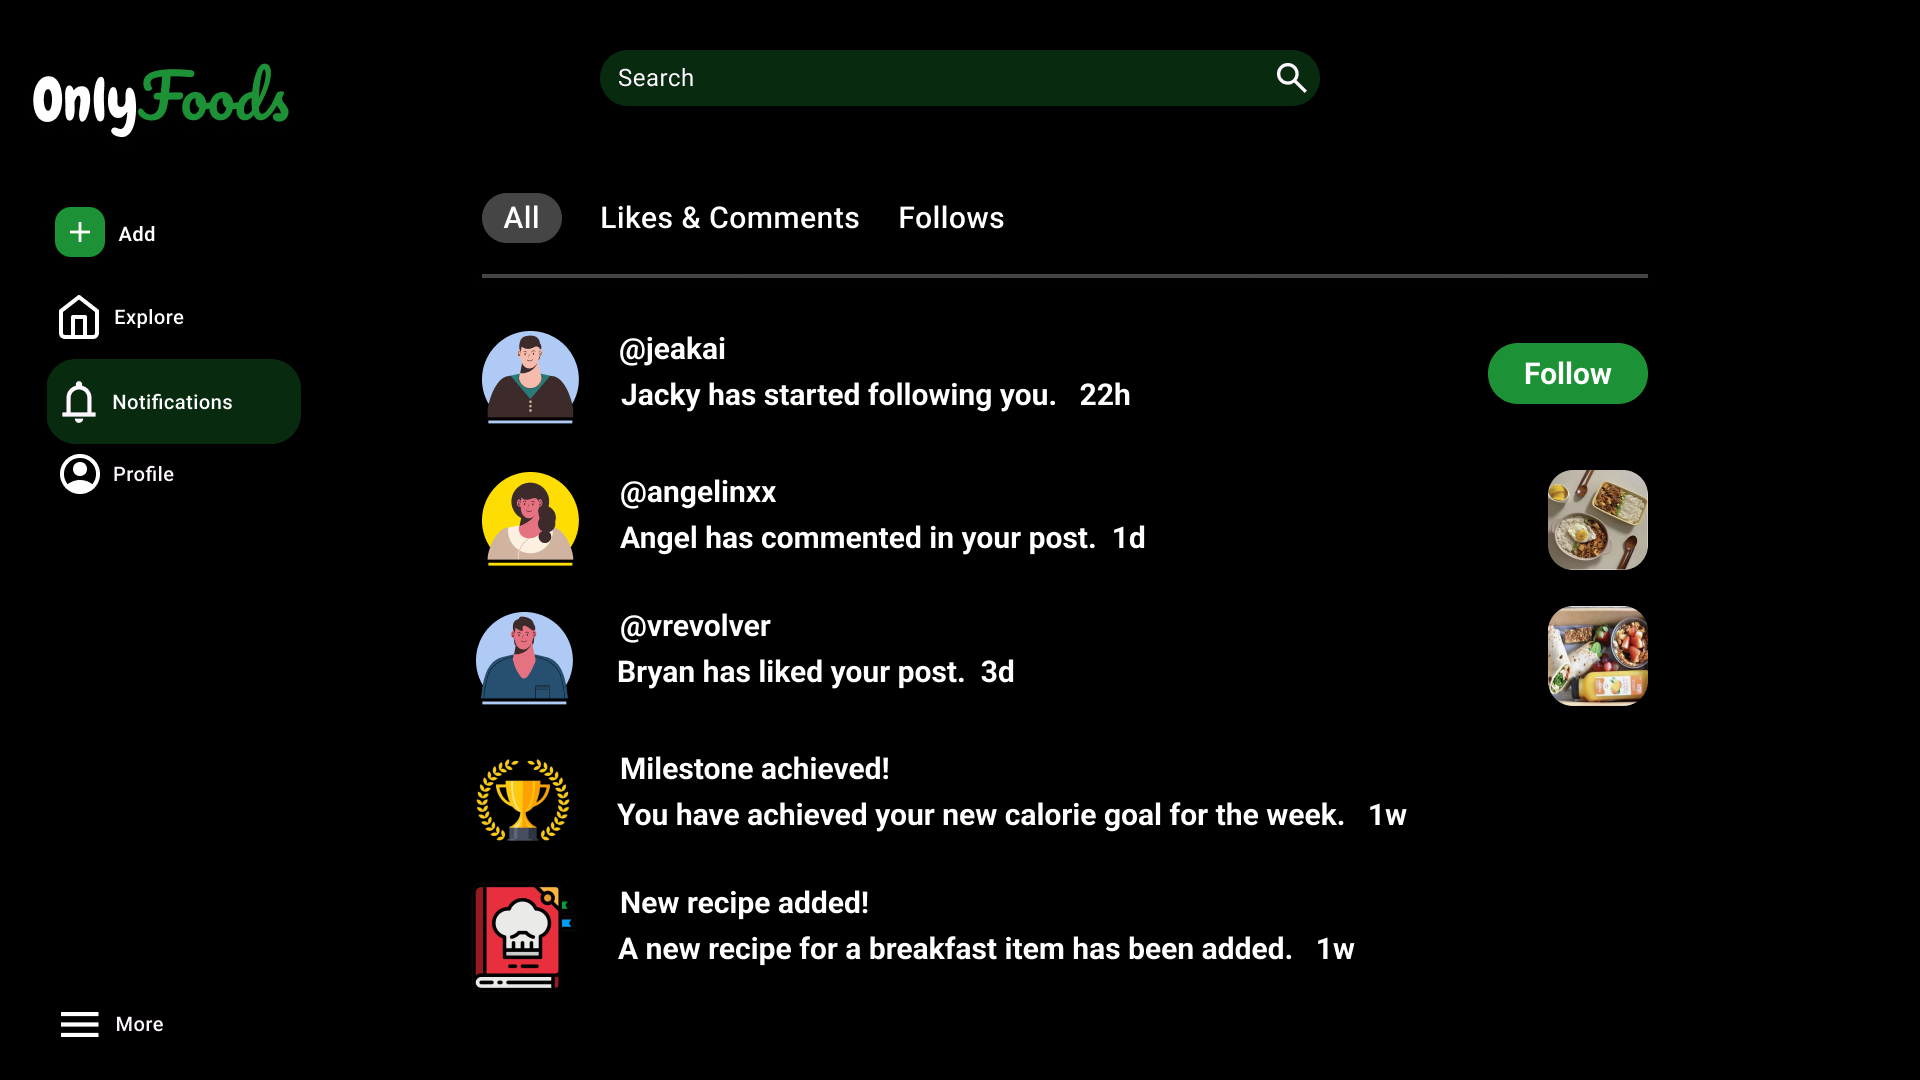 OnlyFoods
Search
All
Likes & Comments
Follows
Add
Explore
Notifications
Profile
@jeakai
Jacky has started following you. 22h
Follow
@angelinxx
Angel has commented in your post. 1d
@vrevolver
Bryan has liked your post. 3d
Milestone achieved!
You have achieved your new calorie goal for the week. 1w
New recipe added!
A new recipe for a breakfast item has been added. 1w
More